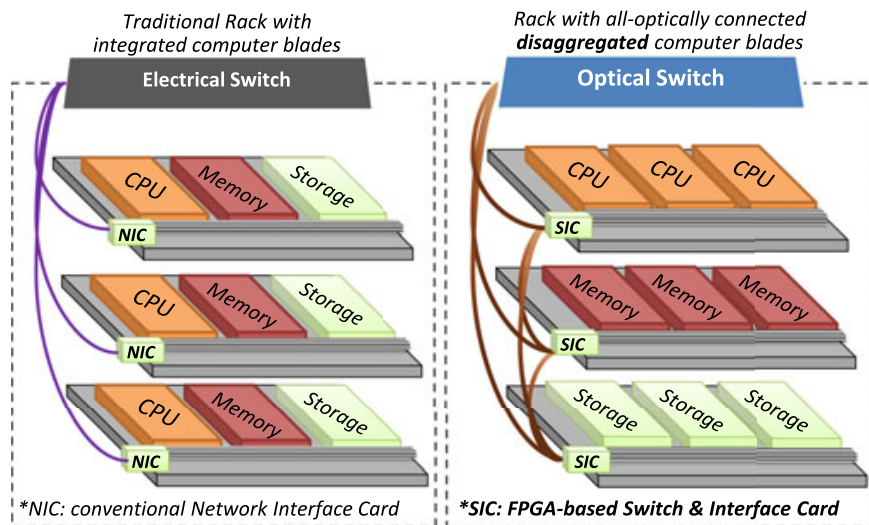 Traditional Rack with
integrated computer blades
Electrical Switch
CPU Memory Storage
NIC
CPU Memory Storage
NIC
CPU Memory Storage
NIC
*NIC: conventional Network Interface Card
Rack with all-optically connected
disaggregated computer blades
Optical Switch
CPU CPU CPU
SIC
Memory Memory Memory
SIC
Storage Storage Storage
SIC
*SIC: FPGA-based Switch & Interface Card